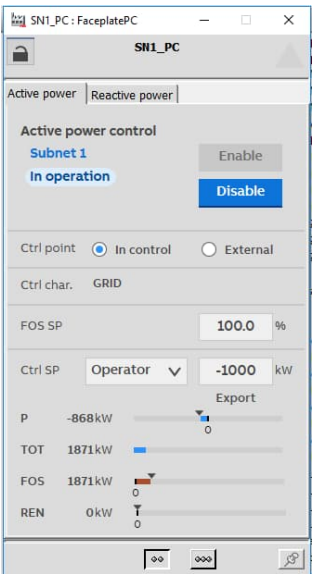 SN1_PC : FaceplatePC
SN1_PC
Active power Reactive power
Active power control
Subnet 1 Enable
In operation
Disable
Ctrl point In control External
Ctrl char. GRID
FOS SP 100.0 %
Ctrl SP Operator -1000 kW
Export
P -868kW
0
TOT 1871kW
FOS 1871kW
0
REN 0kW
0